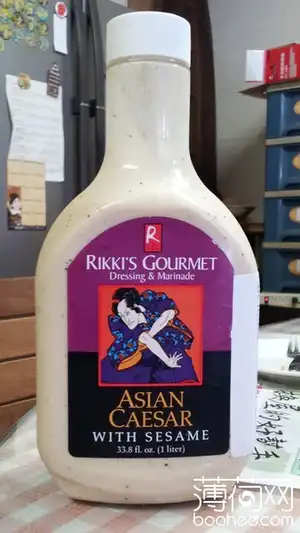 R
RIKKI'S GOURMET
Dressing & Marinade
ASIAN
CAESAR
WITH SESAME
33.8 fl. oz. (1 liter)
薄荷网
boohee.com